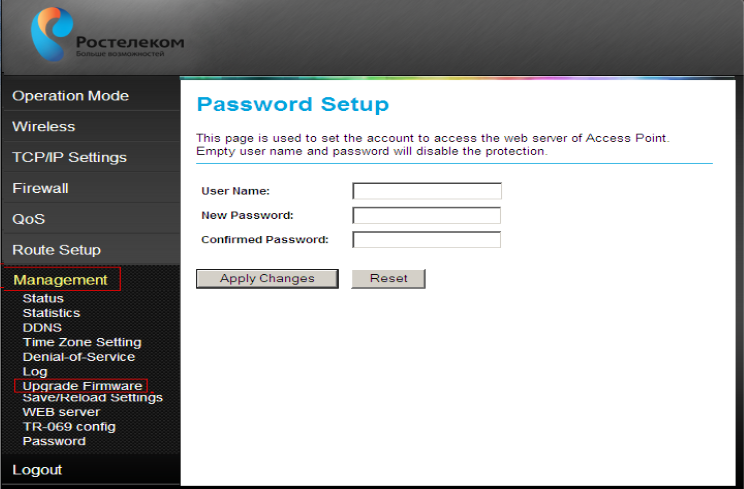 Ростелеком
Больше возможностей
Operation Mode
Wireless
TCP/IP Settings
Firewall
QoS
Route Setup
Management
Status
Statistics
DDNS
Time Zone Setting
Denial-of-Service
Log
Upgrade Firmware
Save/Reload Settings
WEB server
TR-069 config
Password
Logout
Password Setup
This page is used to set the account to access the web server of Access Point.
Empty user name and password will disable the protection.
User Name:
New Password:
Confirmed Password:
Apply Changes Reset